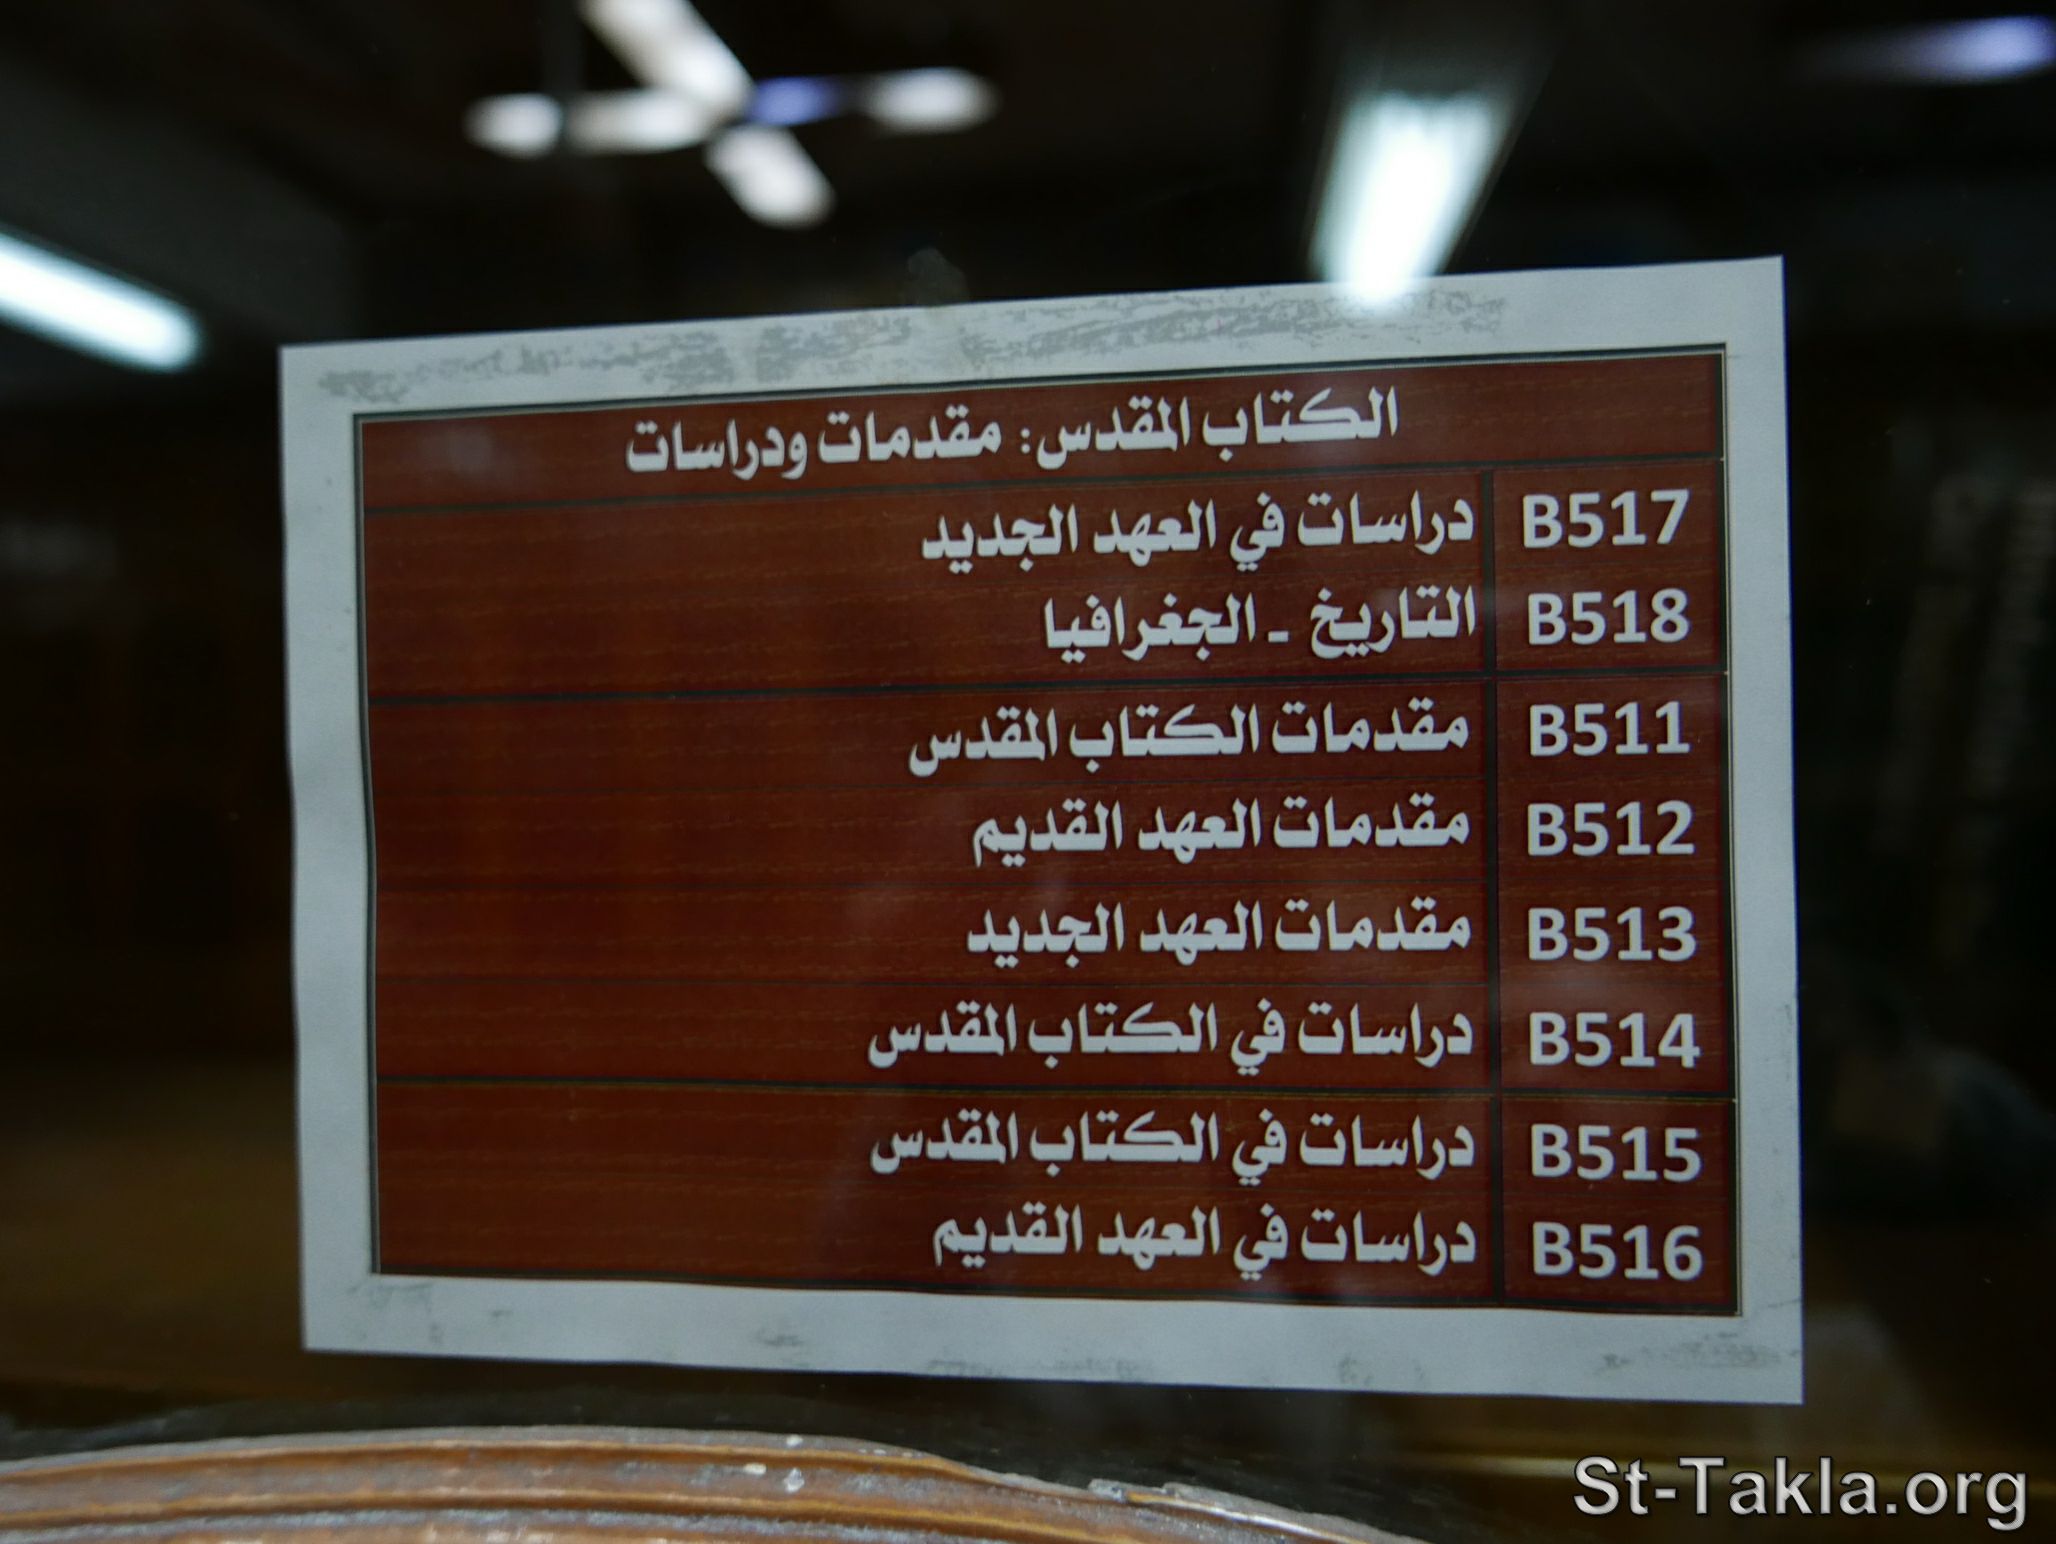 الكتاب المقدس: مقدمات ودراسات
B517 دراسات في العهد الجديد
B518 التاريخ - الجغرافيا
B511 مقدمات الكتاب المقدس
B512 مقدمات العهد القديم
B513 مقدمات العهد الجديد
B514 دراسات في الكتاب المقدس
B515 دراسات في الكتاب المقدس
B516 دراسات في العهد القديم
St-Takla.org